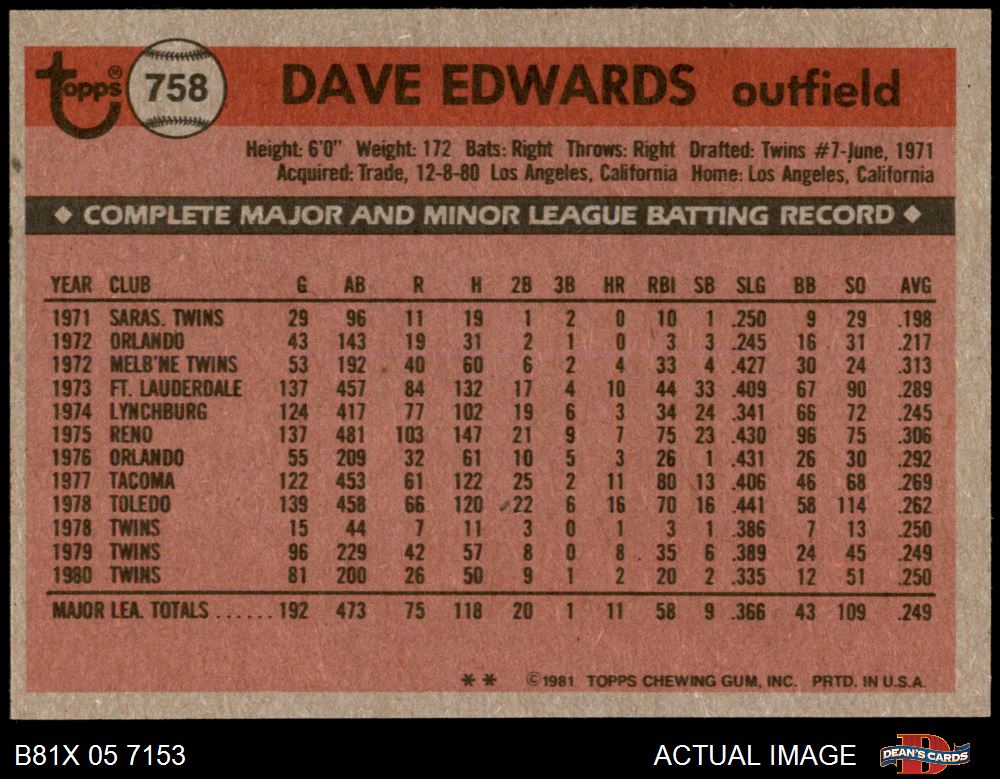 topps® 758 DAVE EDWARDS outfield
Height: 6'0" Weight: 172 Bats: Right Throws: Right Drafted: Twins #7-June, 1971
Acquired: Trade, 12-8-80 Los Angeles, California Home: Los Angeles, California
◆ COMPLETE MAJOR AND MINOR LEAGUE BATTING RECORD ◆
YEAR CLUB G AB R H 2B 3B HR RBI SB SLG BB SO AVG
1971 SARAS. TWINS 29 96 11 19 1 2 0 10 1 .250 9 29 .198
1972 ORLANDO 43 143 19 31 2 1 0 3 3 .245 16 31 .217
1972 MELB'NE TWINS 53 192 40 60 6 2 4 33 4 .427 30 24 .313
1973 FT. LAUDERDALE 137 457 84 132 17 4 10 44 33 .409 67 90 .289
1974 LYNCHBURG 124 417 77 102 19 6 3 34 24 .341 66 72 .245
1975 RENO 137 481 103 147 21 9 7 75 23 .430 96 75 .306
1976 ORLANDO 55 209 32 61 10 5 3 26 1 .431 26 30 .292
1977 TACOMA 122 453 61 122 25 2 11 80 13 .406 46 68 .269
1978 TOLEDO 139 458 66 120 22 6 16 70 16 .441 58 114 .262
1978 TWINS 15 44 7 11 3 0 1 3 1 .386 7 13 .250
1979 TWINS 96 229 42 57 8 0 8 35 6 .389 24 45 .249
1980 TWINS 81 200 26 50 9 1 2 20 2 .335 12 51 .250
MAJOR LEA. TOTALS ...... 192 473 75 118 20 1 11 58 9 .366 43 109 .249
** ©1981 TOPPS CHEWING GUM, INC. PRTD. IN U.S.A.
B81X 05 7153 ACTUAL IMAGE DEAN'S CARDS